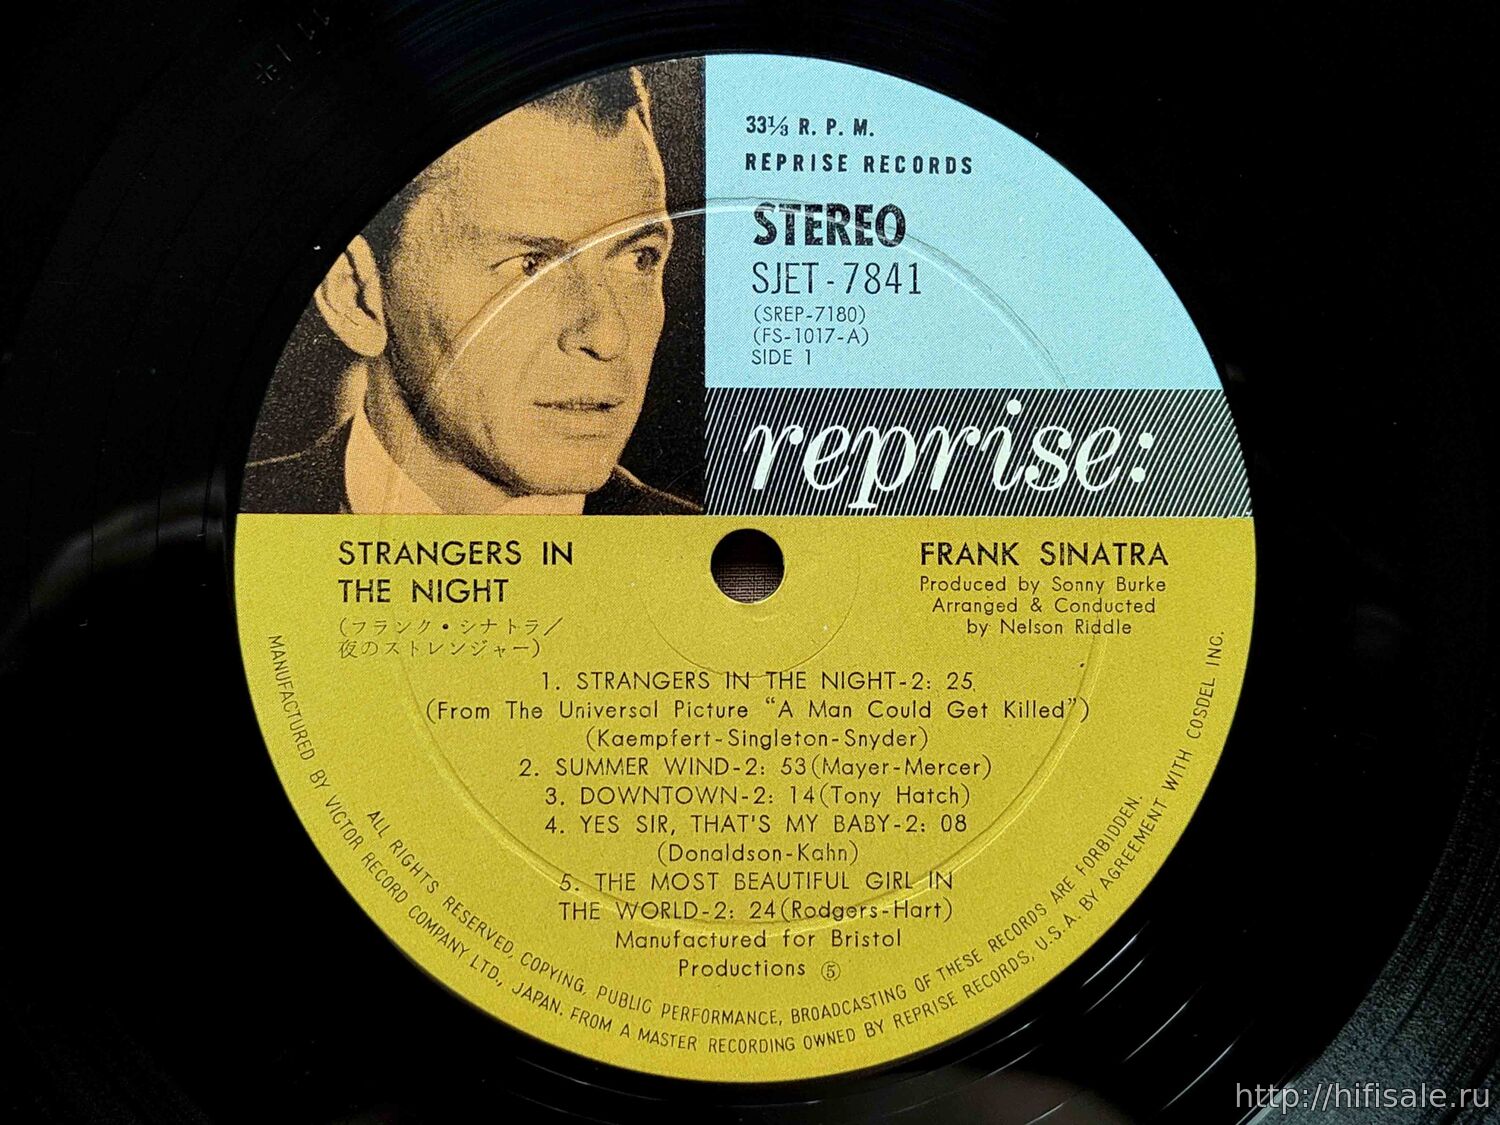 33⅓ R. P. M.
REPRISE RECORDS
STEREO
SJET-7841
(SREP-7180)
(FS-1017-A)
SIDE 1
reprise:
STRANGERS IN
THE NIGHT
(フランク・シナトラ/
夜のストレンジャー)
FRANK SINATRA
Produced by Sonny Burke
Arranged & Conducted
by Nelson Riddle
1. STRANGERS IN THE NIGHT-2: 25
(From The Universal Picture “A Man Could Get Killed”)
(Kaempfert-Singleton-Snyder)
2. SUMMER WIND-2: 53(Mayer-Mercer)
3. DOWNTOWN-2: 14(Tony Hatch)
4. YES SIR, THAT'S MY BABY-2: 08
(Donaldson-Kahn)
5. THE MOST BEAUTIFUL GIRL IN
THE WORLD-2: 24(Rodgers-Hart)
Manufactured for Bristol
Productions ⑤
ALL RIGHTS RESERVED, COPYING, PUBLIC PERFORMANCE, BROADCASTING OF THESE RECORDS ARE FORBIDDEN.
MANUFACTURED BY VICTOR RECORD COMPANY LTD., JAPAN. FROM A MASTER RECORDING OWNED BY REPRISE RECORDS, U.S.A. BY AGREEMENT WITH COSDEL INC.
http://hifisale.ru